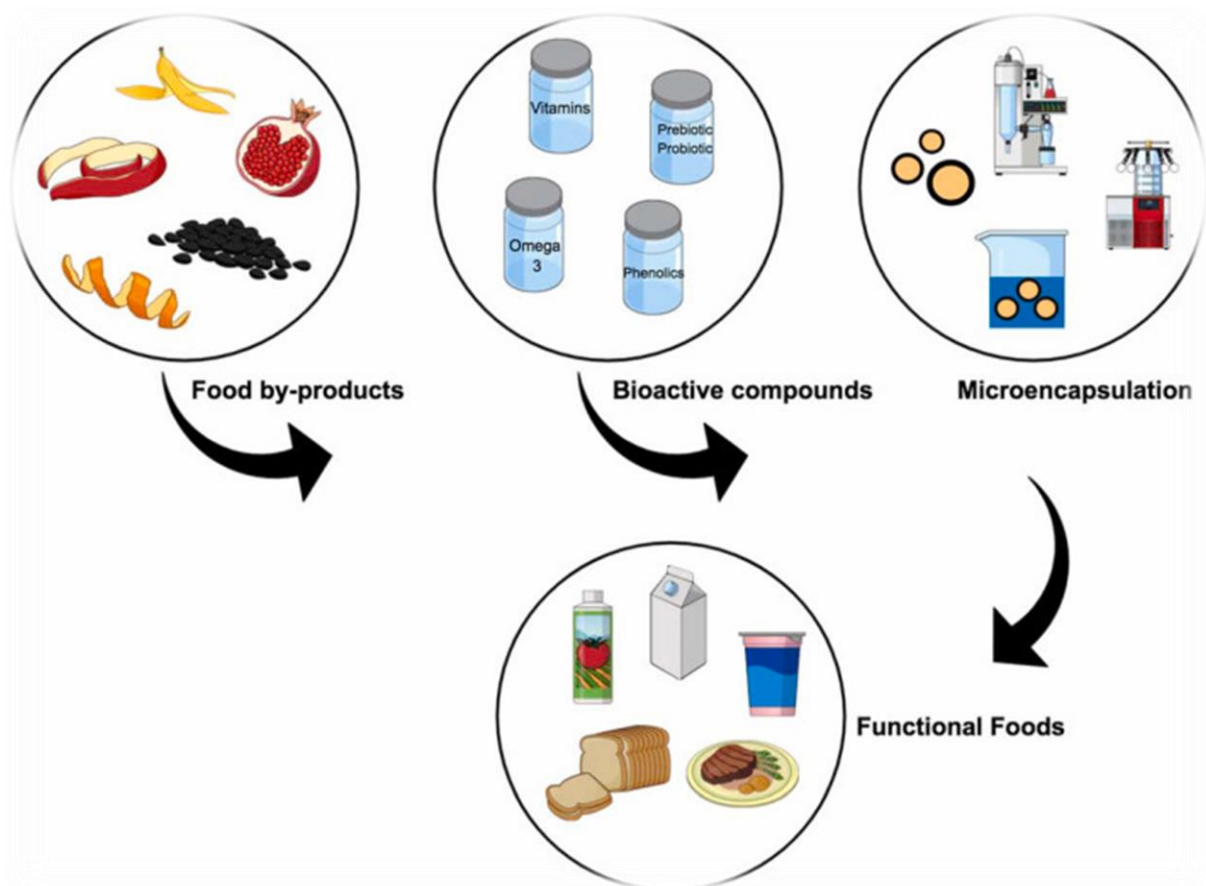 Vitamins
Prebiotic
Probiotic
Omega
3
Phenolics
Food by-products
Bioactive compounds
Microencapsulation
Functional Foods